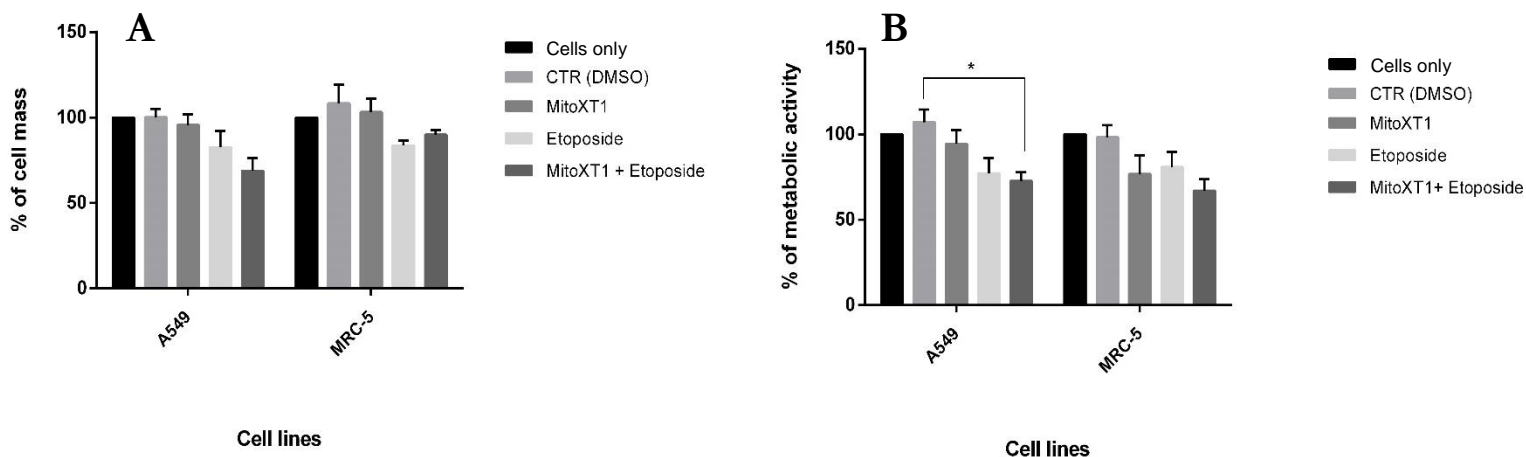 A
% of cell mass
150
100
50
0
A549
MRC-5
Cell lines
Cells only
CTR (DMSO)
MitoXT1
Etoposide
MitoXT1 + Etoposide
B
% of metabolic activity
150
100
50
0
*
A549
MRC-5
Cell lines
Cells only
CTR (DMSO)
MitoXT1
Etoposide
MitoXT1+ Etoposide